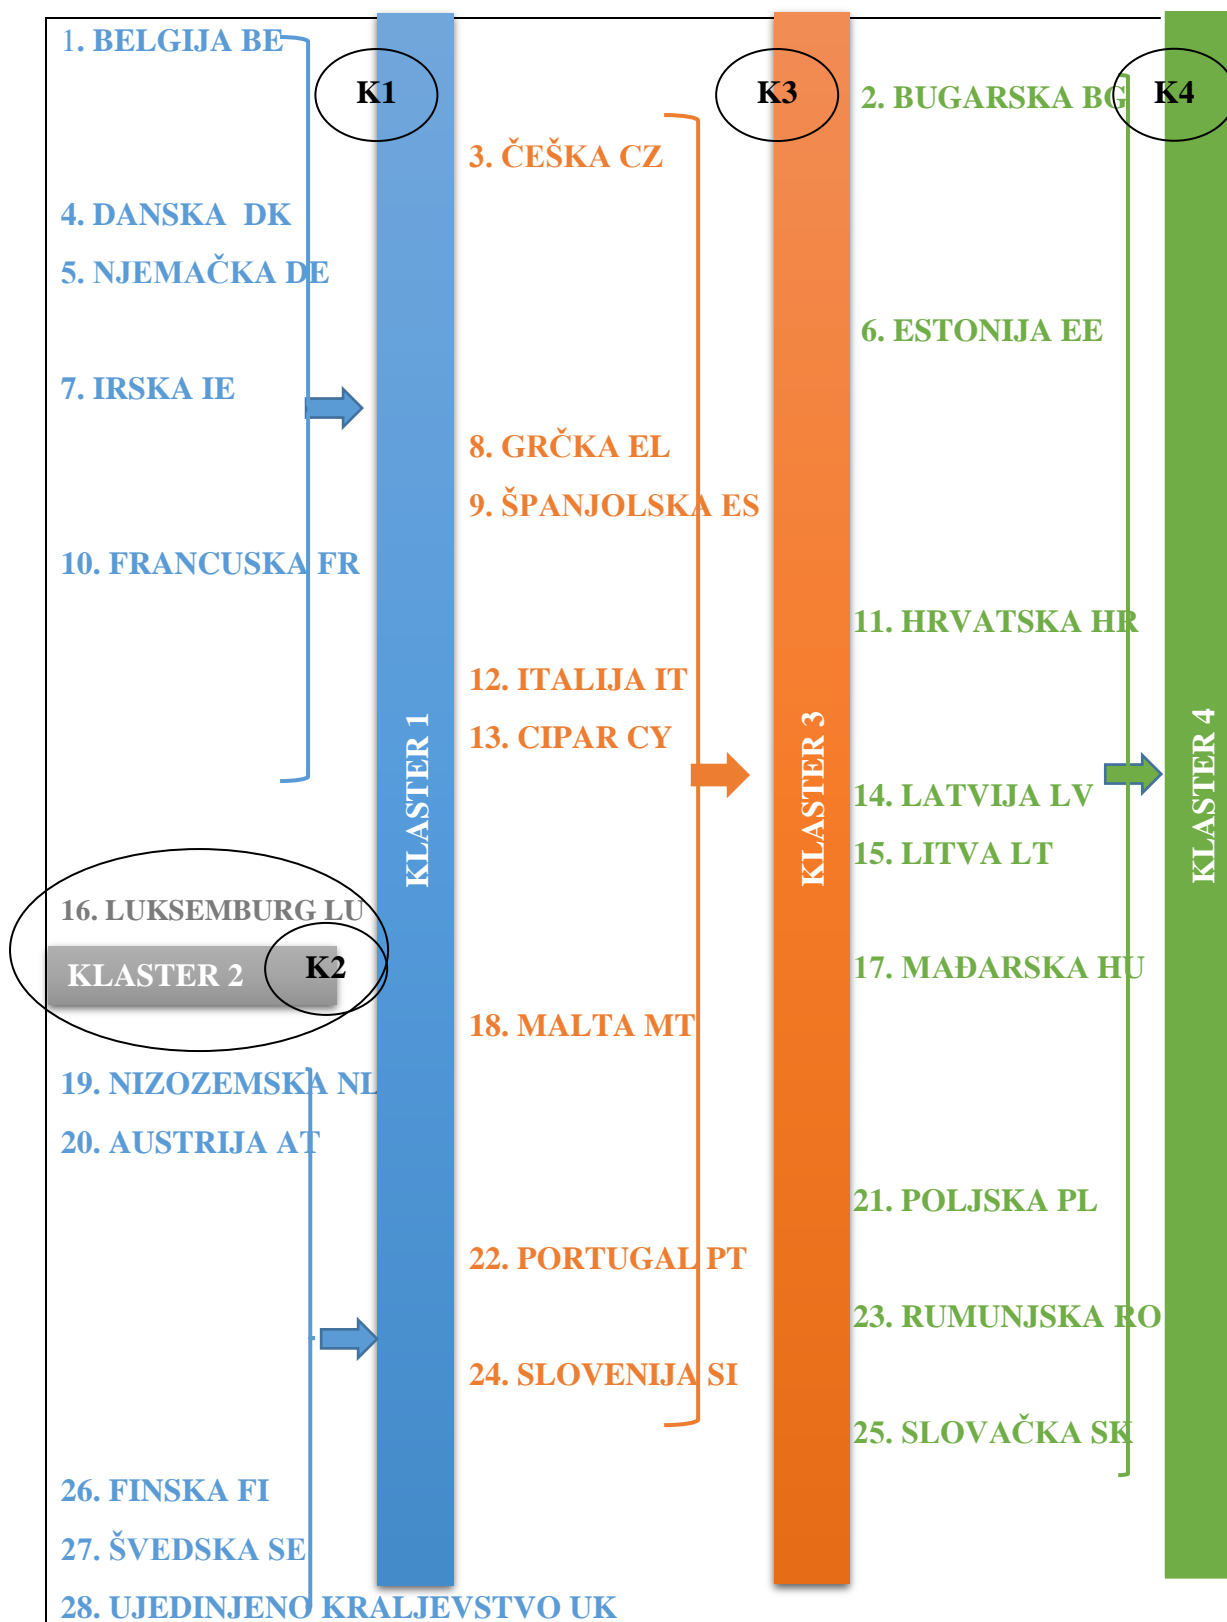 1. BELGIJA BE
K1
K3
2. BUGARSKA BG
K4
3. ČEŠKA CZ
4. DANSKA DK
5. NJEMAČKA DE
6. ESTONIJA EE
7. IRSKA IE
8. GRČKA EL
9. ŠPANJOLSKA ES
10. FRANCUSKA FR
11. HRVATSKA HR
12. ITALIJA IT
13. CIPAR CY
KLASTER 1
KLASTER 3
KLASTER 4
14. LATVIJA LV
15. LITVA LT
16. LUKSEMBURG LU
KLASTER 2
K2
17. MAĐARSKA HU
18. MALTA MT
19. NIZOZEMSKA NL
20. AUSTRIJA AT
21. POLJSKA PL
22. PORTUGAL PT
23. RUMUNJSKA RO
24. SLOVENIJA SI
25. SLOVAČKA SK
26. FINSKA FI
27. ŠVEDSKA SE
28. UJEDINJENO KRALJEVSTVO UK